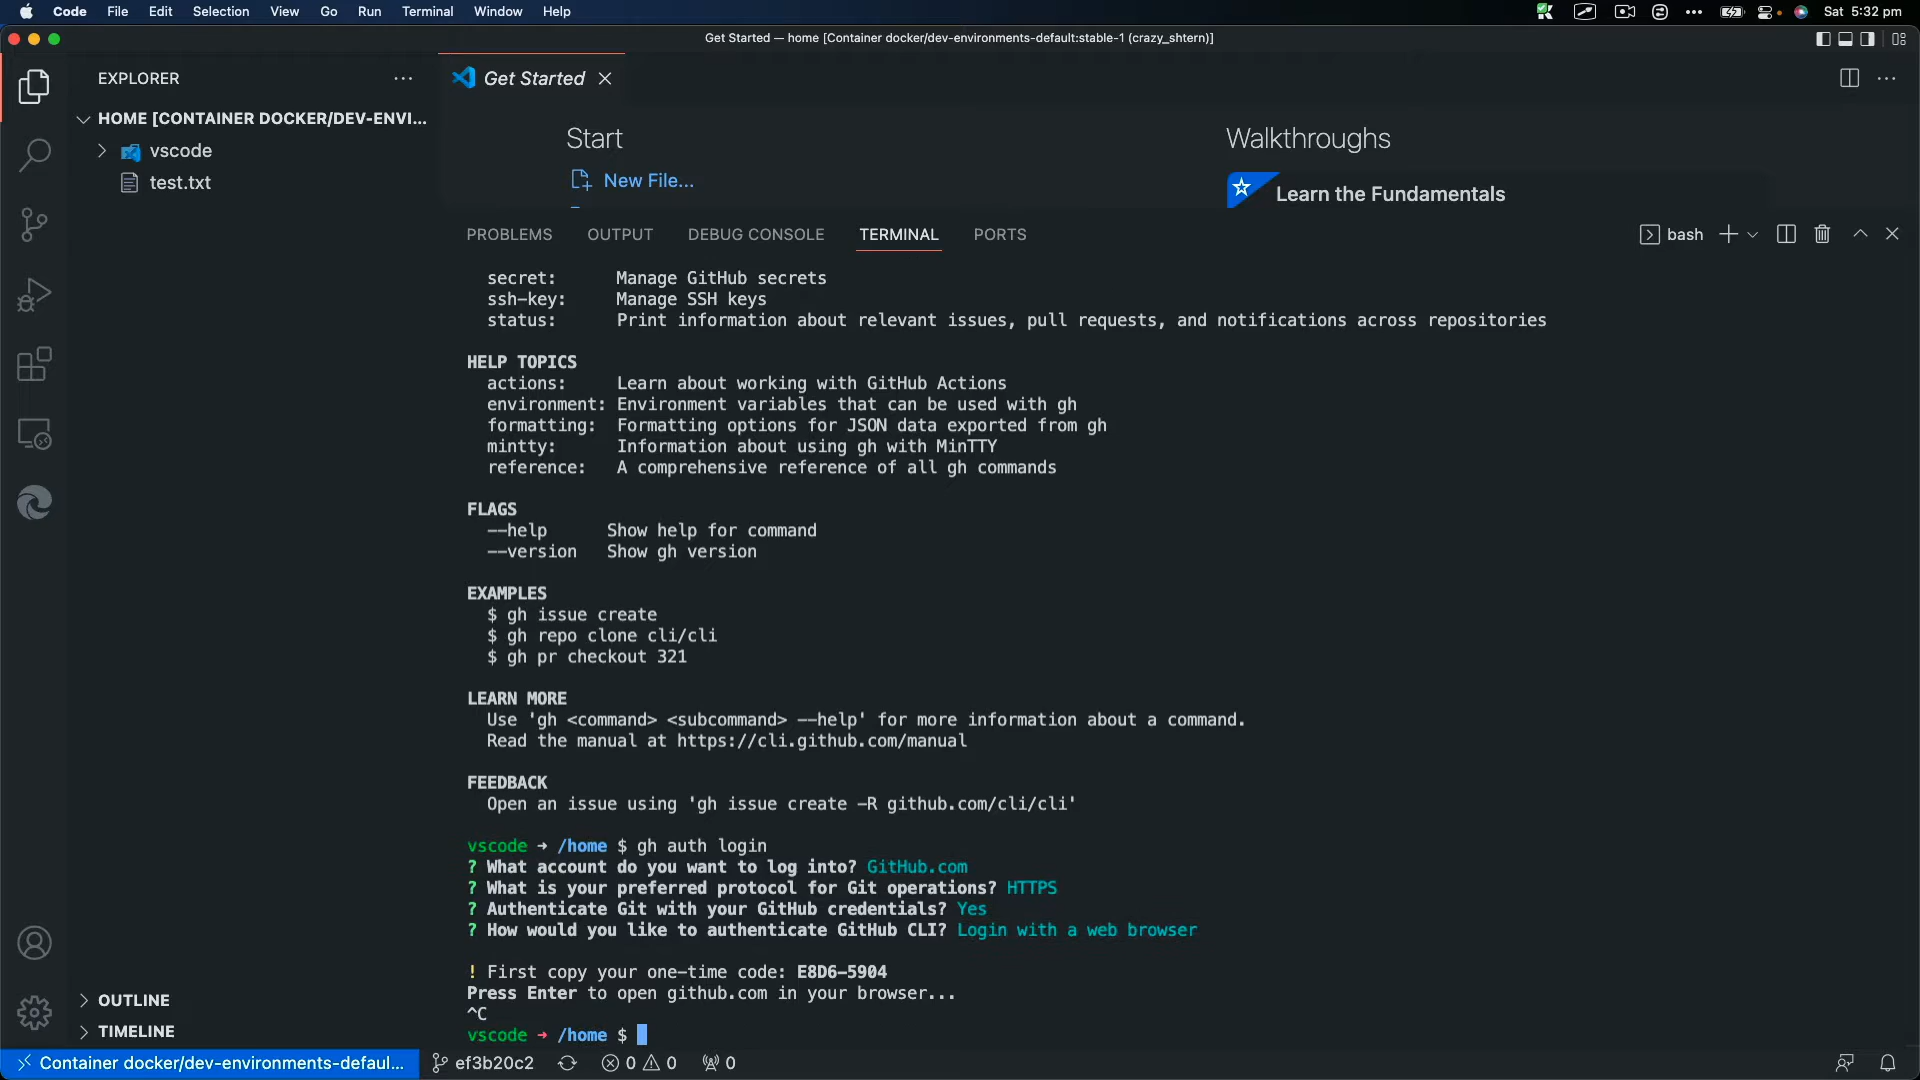 Code File Edit Selection View Go Run Terminal Window Help Sat 5:32 pm
Get Started — home [Container docker/dev-environments-default:stable-1 (crazy_shtern)]
EXPLORER
HOME [CONTAINER DOCKER/DEV-ENVI...
vscode
test.txt
OUTLINE
TIMELINE
Get Started
Start
New File...
Walkthroughs
Learn the Fundamentals
PROBLEMS OUTPUT DEBUG CONSOLE TERMINAL PORTS
bash
secret: Manage GitHub secrets
ssh-key: Manage SSH keys
status: Print information about relevant issues, pull requests, and notifications across repositories
HELP TOPICS
actions: Learn about working with GitHub Actions
environment: Environment variables that can be used with gh
formatting: Formatting options for JSON data exported from gh
mintty: Information about using gh with MinTTY
reference: A comprehensive reference of all gh commands
FLAGS
--help Show help for command
--version Show gh version
EXAMPLES
$ gh issue create
$ gh repo clone cli/cli
$ gh pr checkout 321
LEARN MORE
Use 'gh <command> <subcommand> --help' for more information about a command.
Read the manual at https://cli.github.com/manual
FEEDBACK
Open an issue using 'gh issue create -R github.com/cli/cli'
vscode ➜ /home $ gh auth login
? What account do you want to log into? GitHub.com
? What is your preferred protocol for Git operations? HTTPS
? Authenticate Git with your GitHub credentials? Yes
? How would you like to authenticate GitHub CLI? Login with a web browser
! First copy your one-time code: E8D6-5904
Press Enter to open github.com in your browser...
^C
vscode ➜ /home $
Container docker/dev-environments-defaul... ef3b20c2 0 0 0